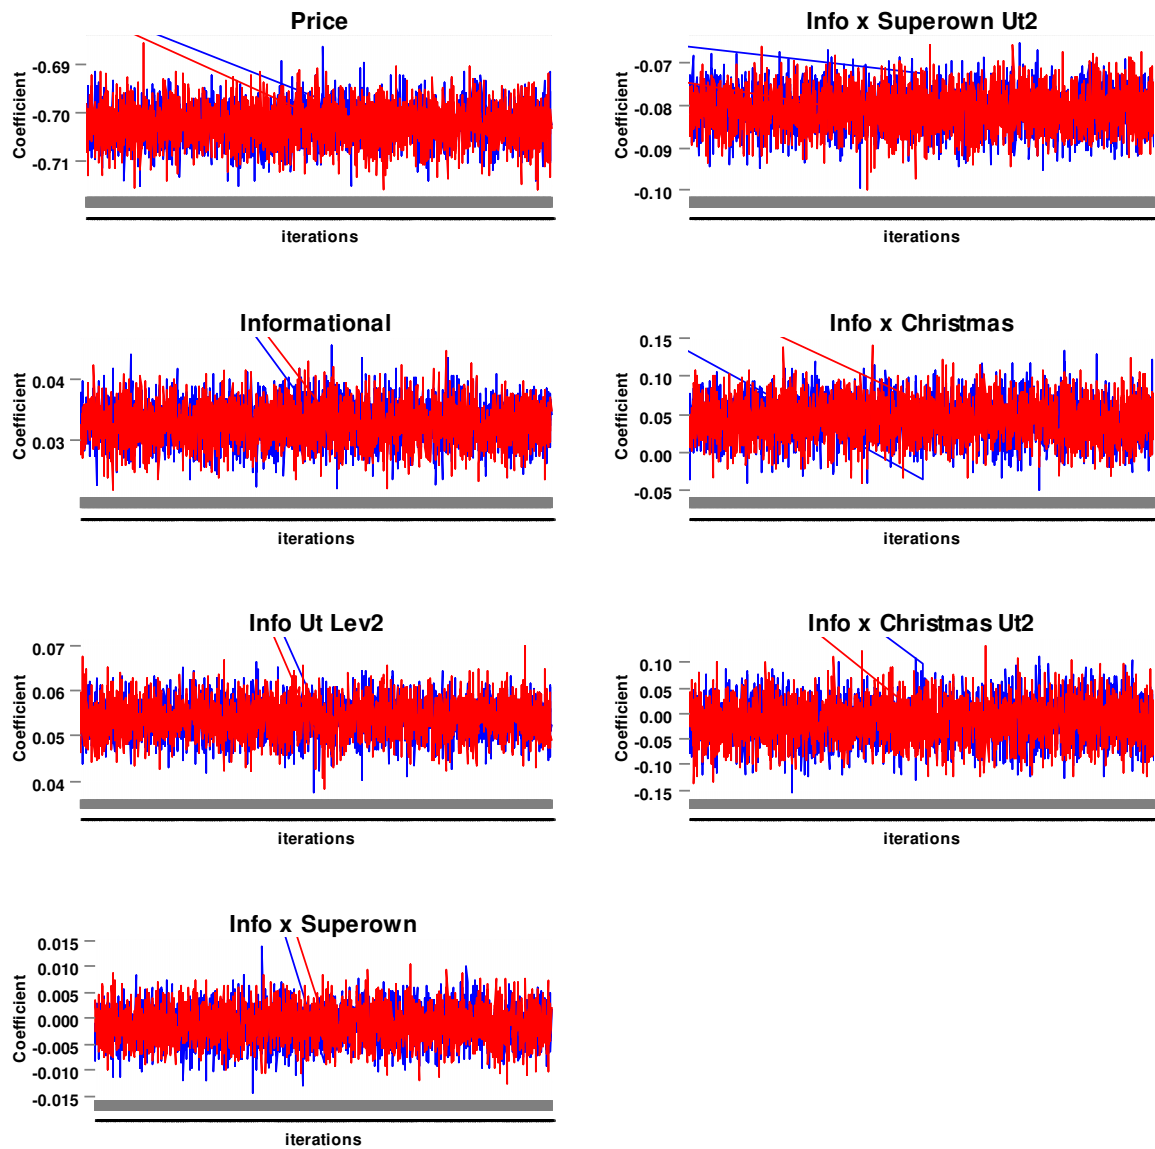 Price
Coefficient
-0.69
-0.70
-0.71
iterations
Info x Superown Ut2
Coefficient
-0.07
-0.08
-0.09
-0.10
iterations
Informational
Coefficient
0.04
0.03
iterations
Info x Christmas
Coefficient
0.15
0.10
0.05
0.00
-0.05
iterations
Info Ut Lev2
Coefficient
0.07
0.06
0.05
0.04
iterations
Info x Christmas Ut2
Coefficient
0.10
0.05
0.00
-0.05
-0.10
-0.15
iterations
Info x Superown
Coefficient
0.015
0.010
0.005
0.000
-0.005
-0.010
-0.015
iterations